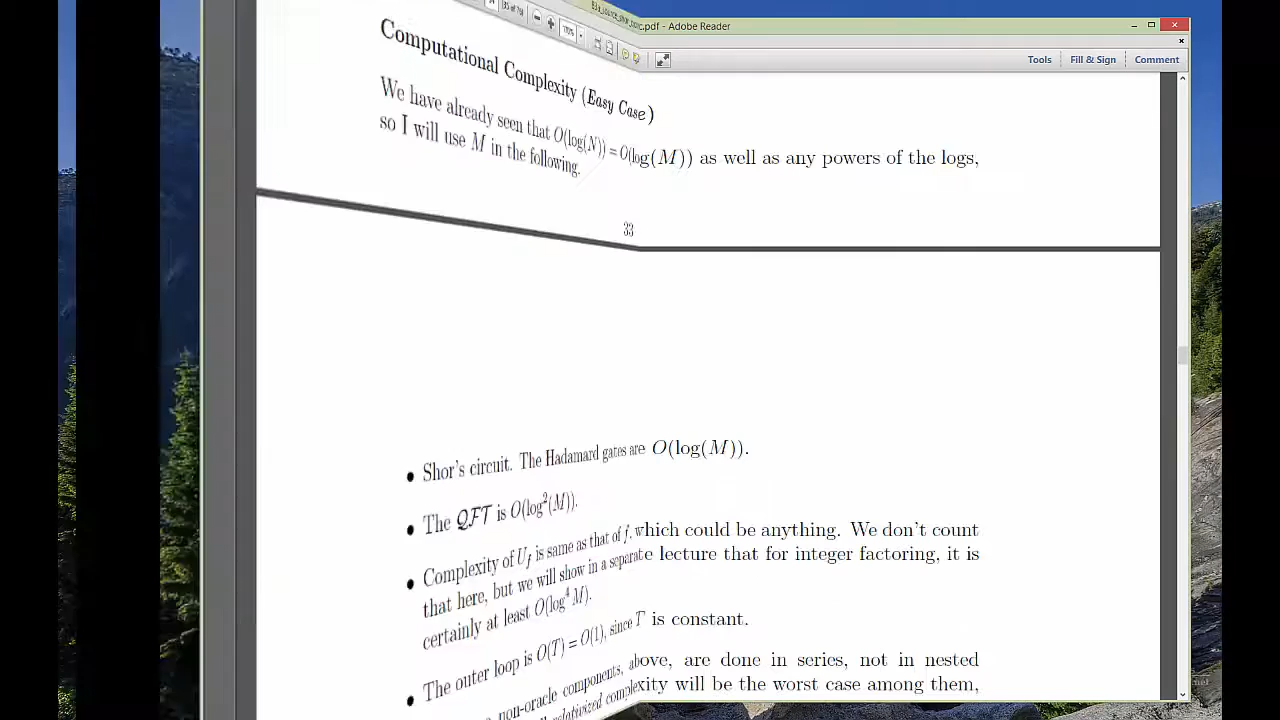 .pdf - Adobe Reader
Tools Fill & Sign Comment
Computational Complexity (Easy Case)
We have already seen that O(log(N)) = O(log(M)) as well as any powers of the logs,
so I will use M in the following.
33
• Shor's circuit. The Hadamard gates are O(log(M)).
• The QFT is O(log²(M)).
• Complexity of U_f is same as that of f, which could be anything. We don't count
that here, but we will show in a separate lecture that for integer factoring, it is
certainly at least O(log⁴ M).
• The outer loop is O(T) = O(1), since T is constant.
non-oracle components, above, are done in series, not in nested
relativized complexity will be the worst case among them,